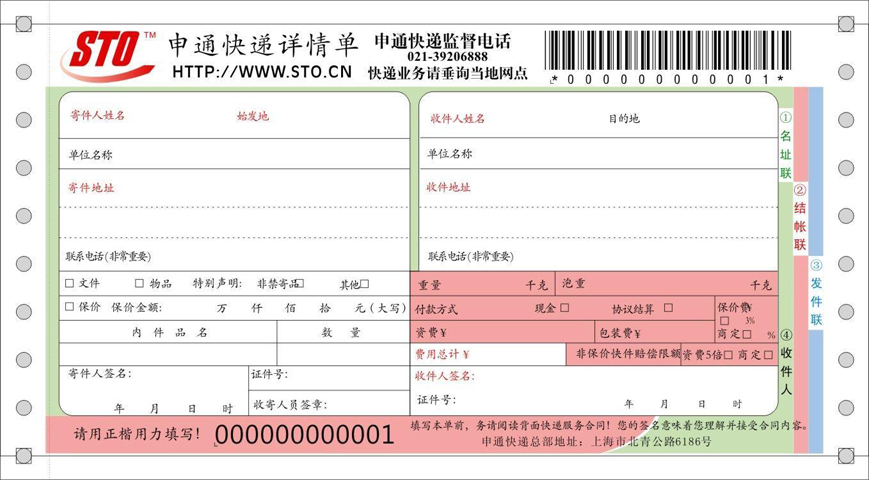 STO™ 申通快递详情单 申通快递监督电话
021-39206888
HTTP://WWW.STO.CN 快递业务请垂询当地网点
*000000000001*
寄件人姓名 始发地 收件人姓名 目的地
单位名称 单位名称
寄件地址 收件地址
联系电话(非常重要) 联系电话(非常重要)
□ 文件 □ 物品 特别声明: 非禁寄品□ 其他□ 重量 千克 泡重 千克
□ 保价 保价金额: 万 仟 佰 拾 元(大写) 付款方式 现金 □ 协议结算 □ 保价费¥
□ 3%
内 件 品 名 数 量 资费¥ 包装费¥ 商定□ %
费用总计¥ 非保价快件赔偿限额 资费5倍□ 商定□
寄件人签名: 证件号: 收件人签名:
年 月 日 时 收寄人员签章: 证件号: 年 月 日 时
①名址联
②结帐联
③发件联
④收件人
请用正楷用力填写! 000000000001 填写本单前,务请阅读背面快递服务合同! 您的签名意味着您理解并接受合同内容。
申通快递总部地址: 上海市北青公路6186号